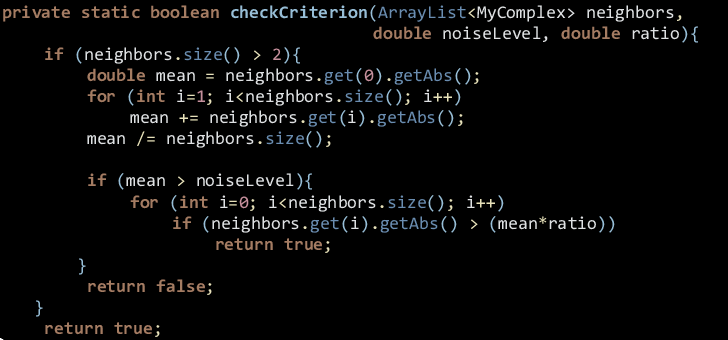 private static boolean checkCriterion(ArrayList<MyComplex> neighbors,
                                   double noiseLevel, double ratio){
    if (neighbors.size() > 2){
        double mean = neighbors.get(0).getAbs();
        for (int i=1; i<neighbors.size(); i++)
            mean += neighbors.get(i).getAbs();
        mean /= neighbors.size();

        if (mean > noiseLevel){
            for (int i=0; i<neighbors.size(); i++)
                if (neighbors.get(i).getAbs() > (mean*ratio))
                    return true;
        }
        return false;
    }
    return true;